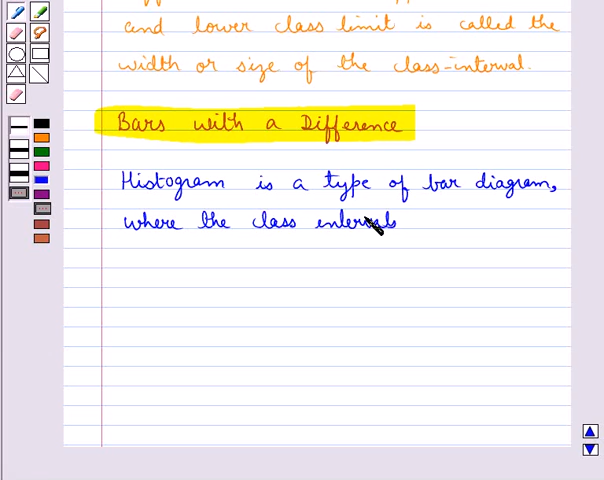 and lower class limit is called the
width or size of the class-interval.
Bars with a Difference
Histogram is a type of bar diagram,
where the class intervals